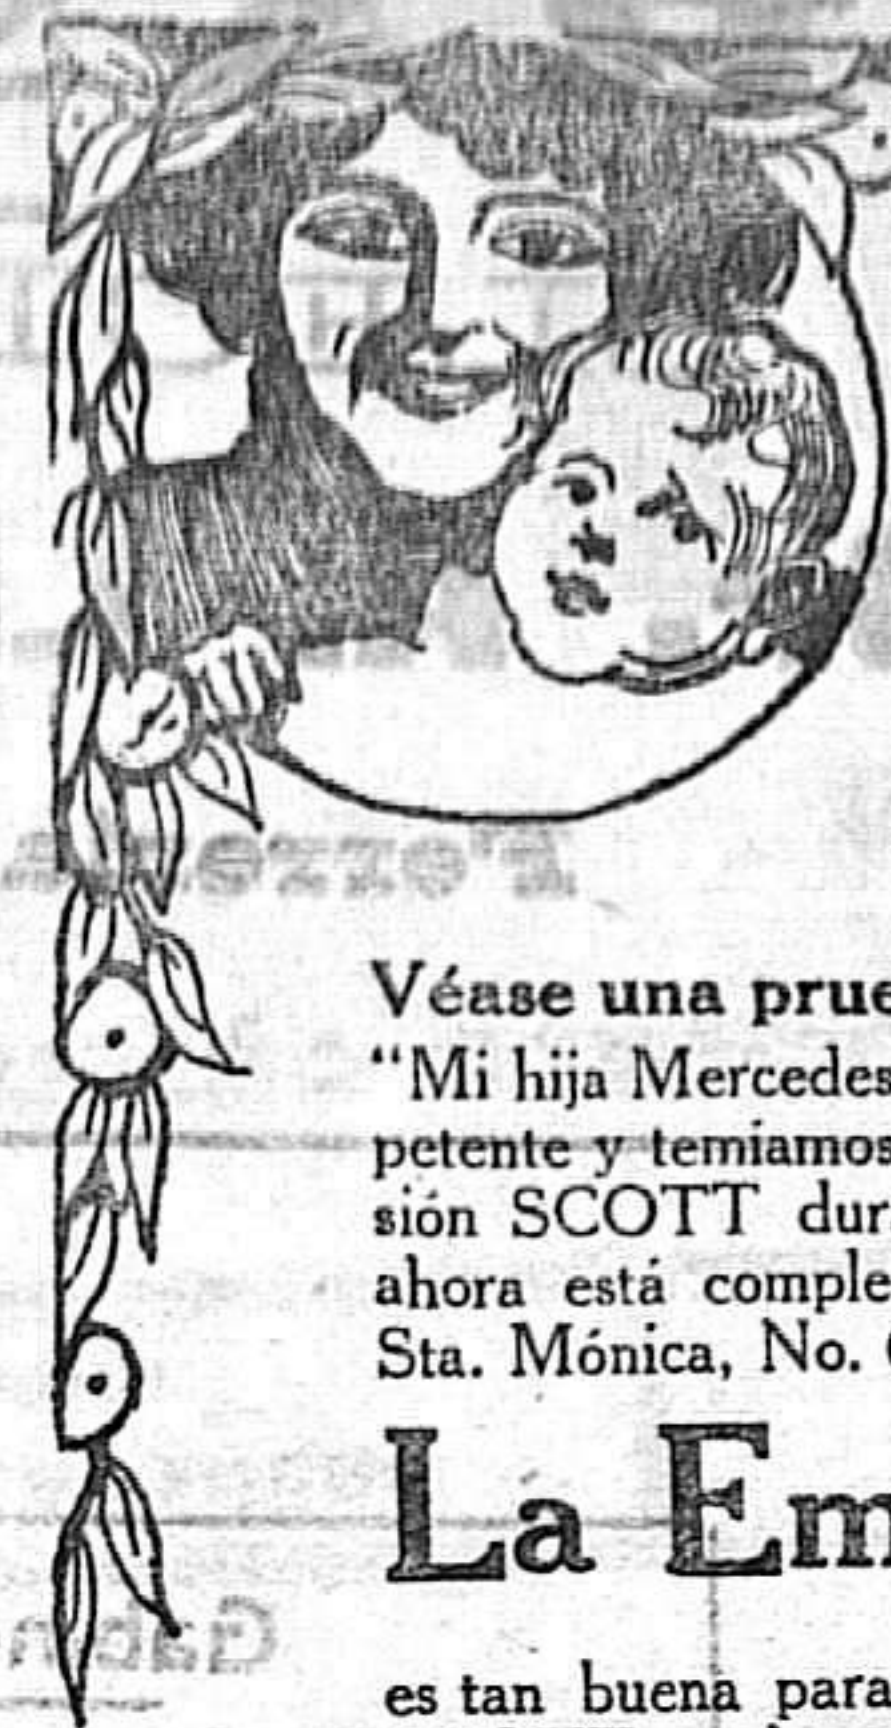 Véase una prue
“Mi hija Mercedes
petente y temíamos
sión SCOTT dur
ahora está comple
Sta. Mónica, No.
La Em
es tan buena para